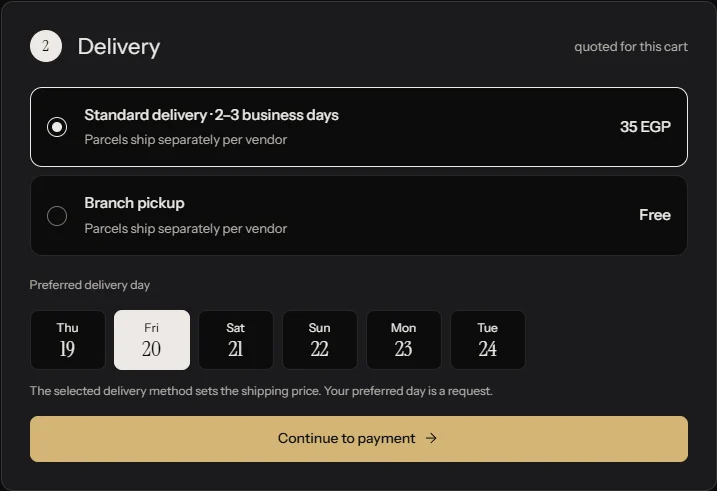 2 Delivery quoted for this cart
Standard delivery · 2–3 business days
35 EGP
Parcels ship separately per vendor
Branch pickup
Free
Parcels ship separately per vendor
Preferred delivery day
Thu Fri Sat Sun Mon Tue
19 20 21 22 23 24
The selected delivery method sets the shipping price. Your preferred day is a request.
Continue to payment →